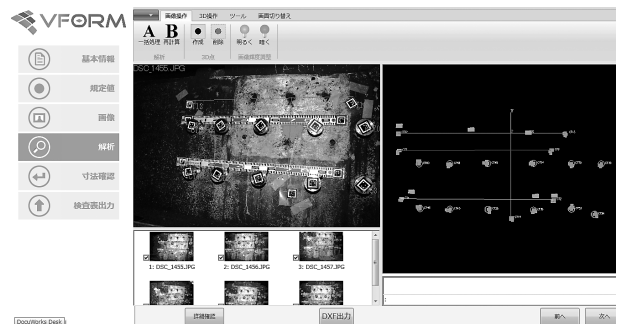 VFORM
画像操作 3D操作 ツール 画面切り替え
A B
一括処理 再計算 作成 削除 明るく 暗く
解析 3D点 画像輝度調整
基本情報
規定値
画像
解析
寸法確認
検査表出力
DSC_1455.JPG
1: DSC_1455.JPG 2: DSC_1456.JPG 3: DSC_1457.JPG
詳細確認 DXF出力 前へ 次へ
DocuWorks Desk